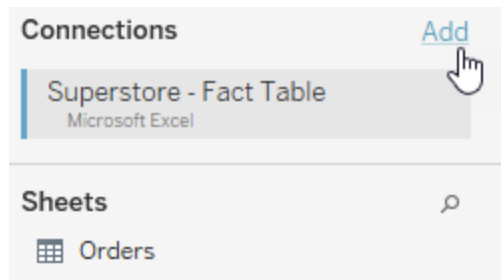 Connections Add
Superstore - Fact Table
Microsoft Excel
Sheets
Orders